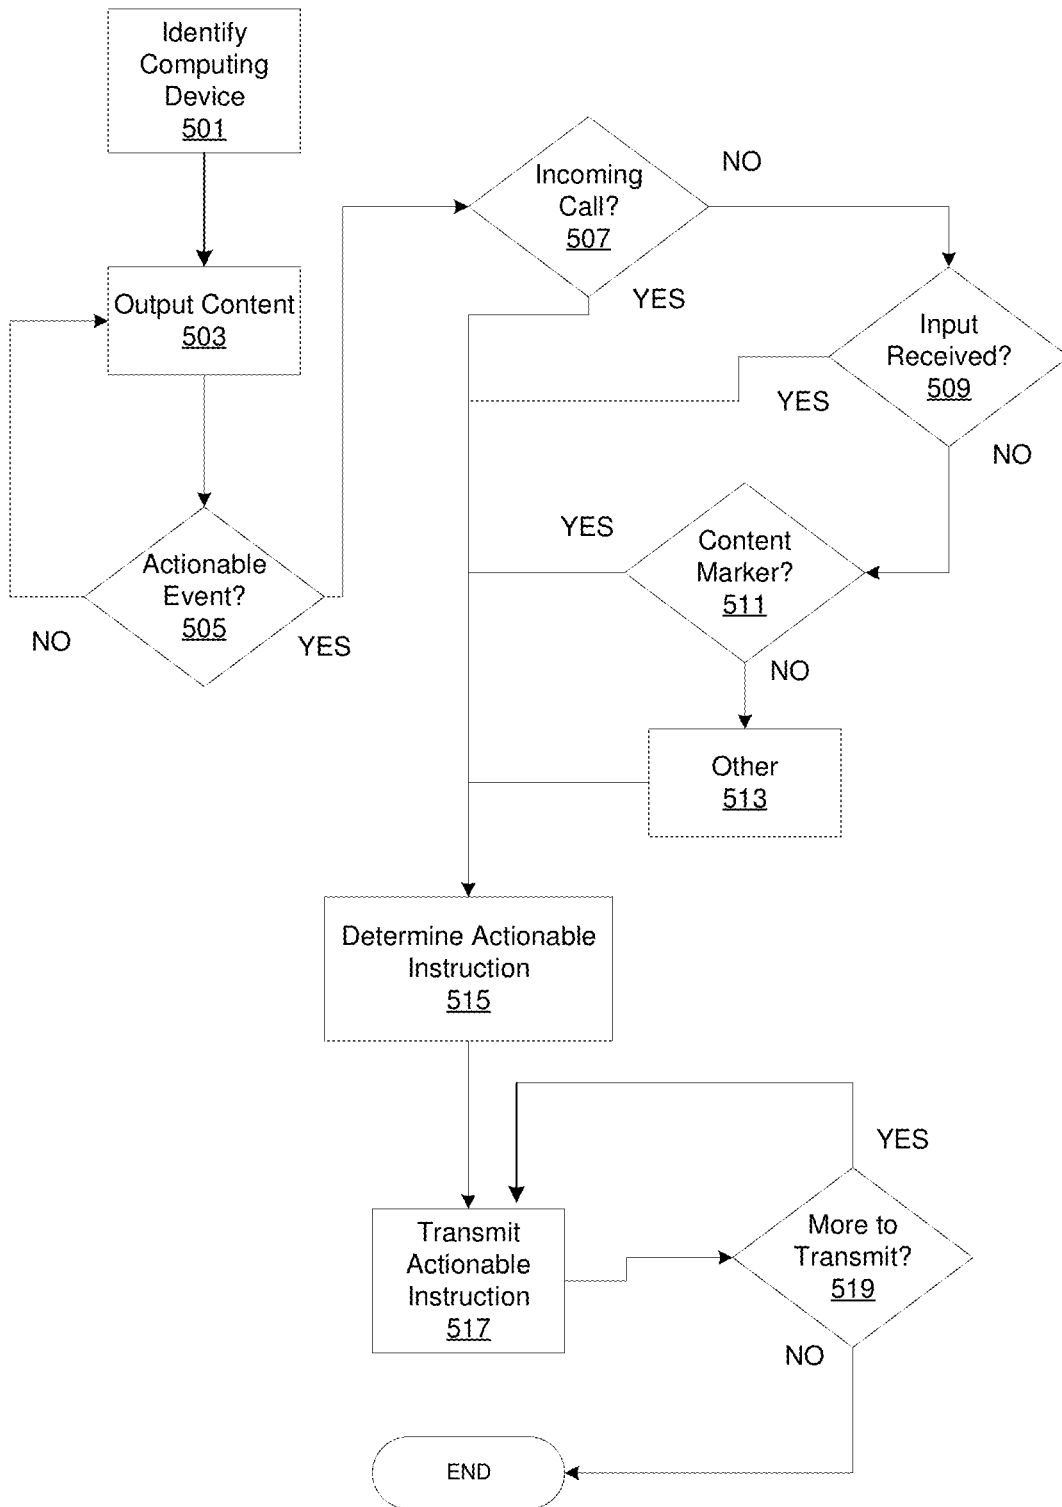 Identify
Computing
Device
501
Output Content
503
Actionable
Event?
505
NO
YES
Incoming
Call?
507
NO
YES
Input
Received?
509
YES
NO
Content
Marker?
511
YES
NO
Other
513
Determine Actionable
Instruction
515
Transmit
Actionable
Instruction
517
More to
Transmit?
519
YES
NO
END